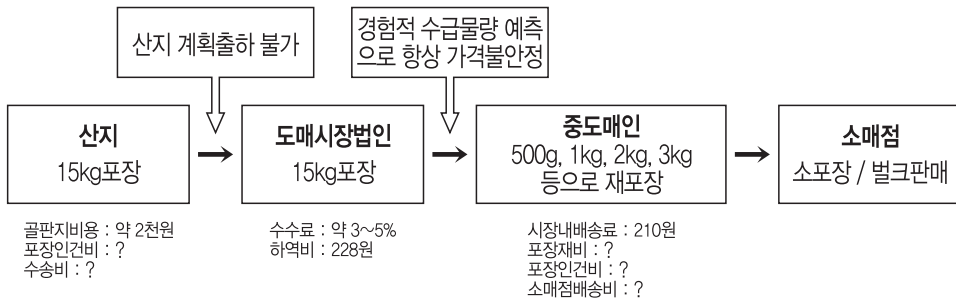 산지 계획출하 불가
경험적 수급물량 예측
으로 항상 가격불안정
산지
15kg포장
도매시장법인
15kg포장
중도매인
500g, 1kg, 2kg, 3kg
등으로 재포장
소매점
소포장 / 벌크판매
골판지비용 : 약 2천원
포장인건비 : ?
수송비 : ?
수수료 : 약 3~5%
하역비 : 228원
시장내배송료 : 210원
포장재비 : ?
포장인건비 : ?
소매점배송비 : ?